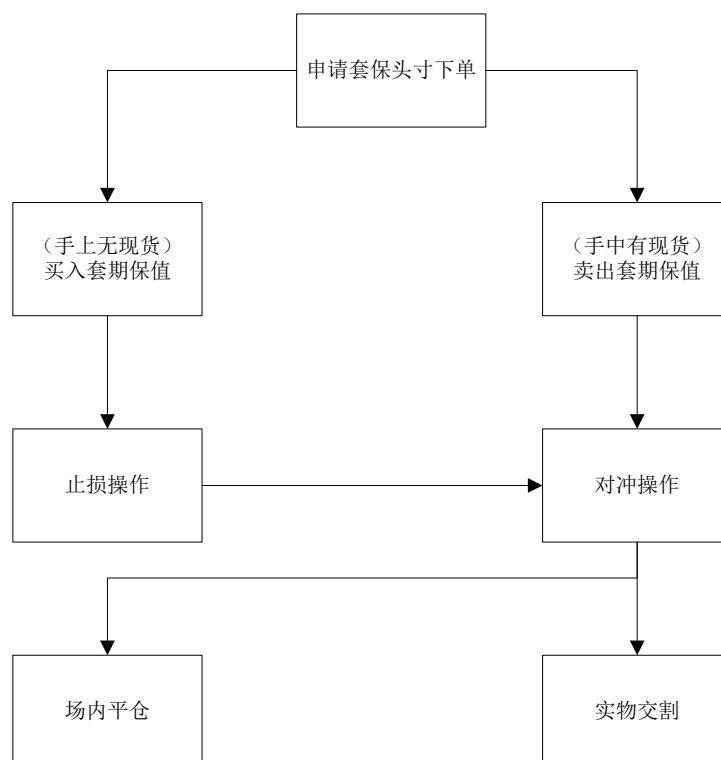 申请套保头寸下单
（手上无现货）
买入套期保值
（手中有现货）
卖出套期保值
止损操作
对冲操作
场内平仓
实物交割